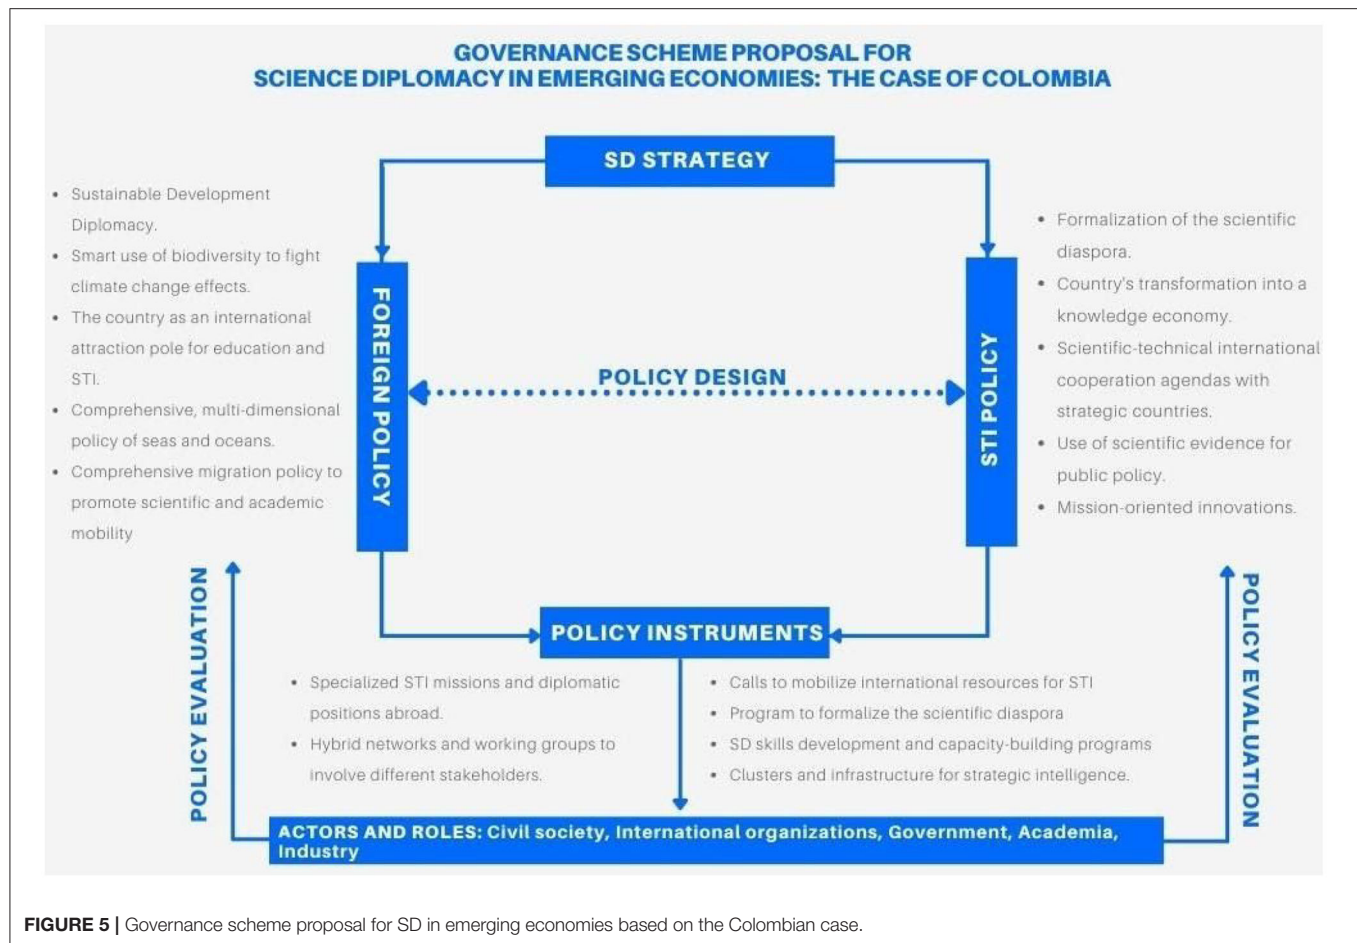 GOVERNANCE SCHEME PROPOSAL FOR
SCIENCE DIPLOMACY IN EMERGING ECONOMIES: THE CASE OF COLOMBIA
SD STRATEGY
• Sustainable Development
Diplomacy.
• Smart use of biodiversity to fight
climate change effects.
• The country as an international
attraction pole for education and
STI.
• Comprehensive, multi-dimensional
policy of seas and oceans.
• Comprehensive migration policy to
promote scientific and academic
mobility
FOREIGN POLICY
POLICY DESIGN
STI POLICY
• Formalization of the scientific
diaspora.
• Country's transformation into a
knowledge economy.
• Scientific-technical international
cooperation agendas with
strategic countries.
• Use of scientific evidence for
public policy.
• Mission-oriented innovations.
POLICY EVALUATION
POLICY INSTRUMENTS
• Specialized STI missions and diplomatic
positions abroad.
• Hybrid networks and working groups to
involve different stakeholders.
• Calls to mobilize international resources for STI
• Program to formalize the scientific diaspora
• SD skills development and capacity-building programs
• Clusters and infrastructure for strategic intelligence.
POLICY EVALUATION
ACTORS AND ROLES: Civil society, International organizations, Government, Academia,
Industry
FIGURE 5 | Governance scheme proposal for SD in emerging economies based on the Colombian case.